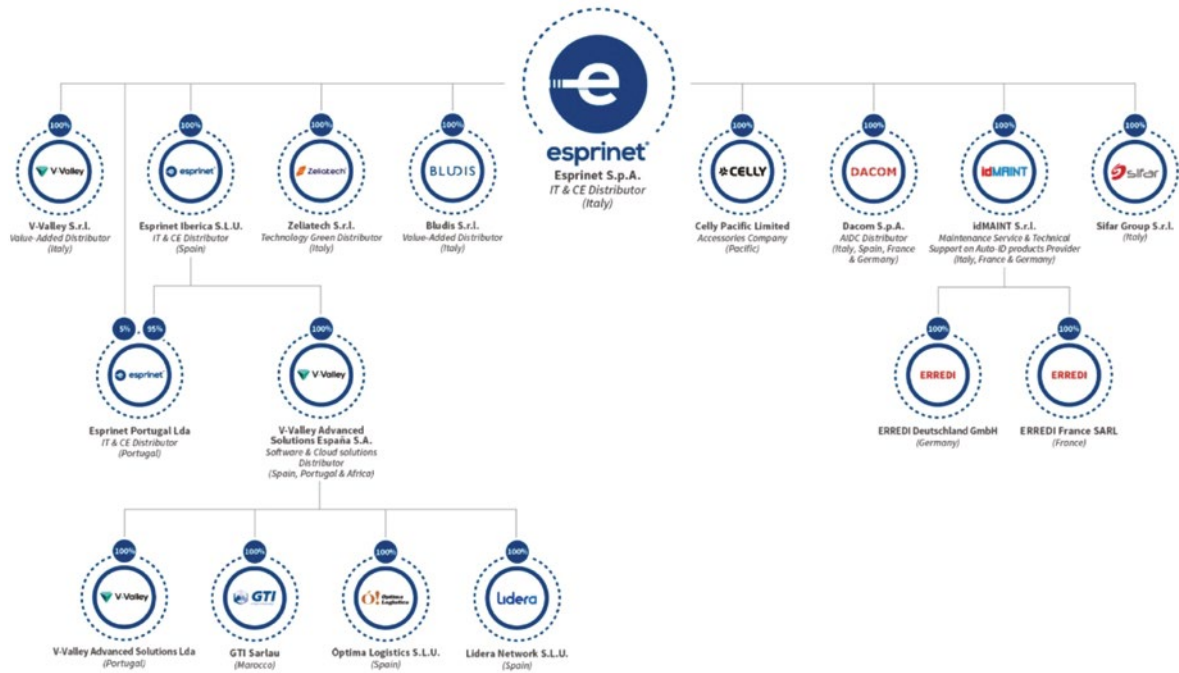 e
esprinet®
Esprinet S.p.A.
IT & CE Distributor
(Italy)
100%
V-Valley
V-Valley S.r.l.
Value-Added Distributor
(Italy)
100%
esprinet
Esprinet Iberica S.L.U.
IT & CE Distributor
(Spain)
100%
Zeliatech
Zeliatech S.r.l.
Technology Green Distributor
(Italy)
100%
BLUDIS
Bludis S.r.l.
Value-Added Distributor
(Italy)
100%
CELLY
Celly Pacific Limited
Accessories Company
(Pacific)
100%
DACOM
Dacom S.p.A.
AIDC Distributor
(Italy, Spain, France
& Germany)
100%
idMAINT
idMAINT S.r.l.
Maintenance Service & Technical
Support on Auto-ID products Provider
(Italy, France & Germany)
100%
sifar
Sifar Group S.r.l.
(Italy)
5%
95%
esprinet
Esprinet Portugal Lda
IT & CE Distributor
(Portugal)
100%
V-Valley
V-Valley Advanced
Solutions España S.A.
Software & Cloud solutions
Distributor
(Spain, Portugal & Africa)
100%
ERREDI
ERREDI Deutschland GmbH
(Germany)
100%
ERREDI
ERREDI France SARL
(France)
100%
V-Valley
V-Valley Advanced Solutions Lda
(Portugal)
100%
GTI
GTI Sarlau
(Marocco)
100%
Ó! Óptima
Logistics
Óptima Logistics S.L.U.
(Spain)
100%
Lidera
Lidera Network S.L.U.
(Spain)